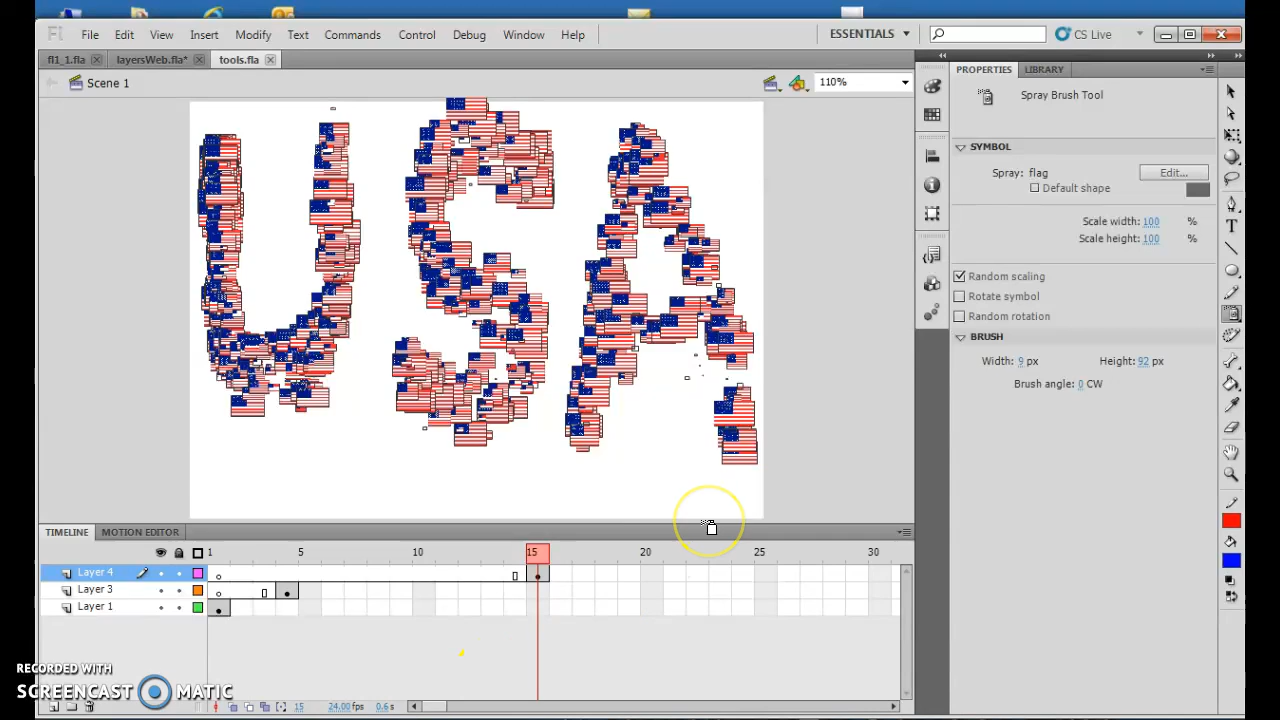 Fl File Edit View Insert Modify Text Commands Control Debug Window Help ESSENTIALS CS Live
fl1_1.fla layersWeb.fla* tools.fla
Scene 1 110%
USA
PROPERTIES LIBRARY
Spray Brush Tool
SYMBOL
Spray: flag Edit...
Default shape
Scale width: 100 %
Scale height: 100 %
Random scaling
Rotate symbol
Random rotation
BRUSH
Width: 9 px Height: 92 px
Brush angle: 0 CW
TIMELINE MOTION EDITOR
1 5 10 15 20 25 30
Layer 4
Layer 3
Layer 1
RECORDED WITH
SCREENCAST MATIC
15 24.00 fps 0.6 s